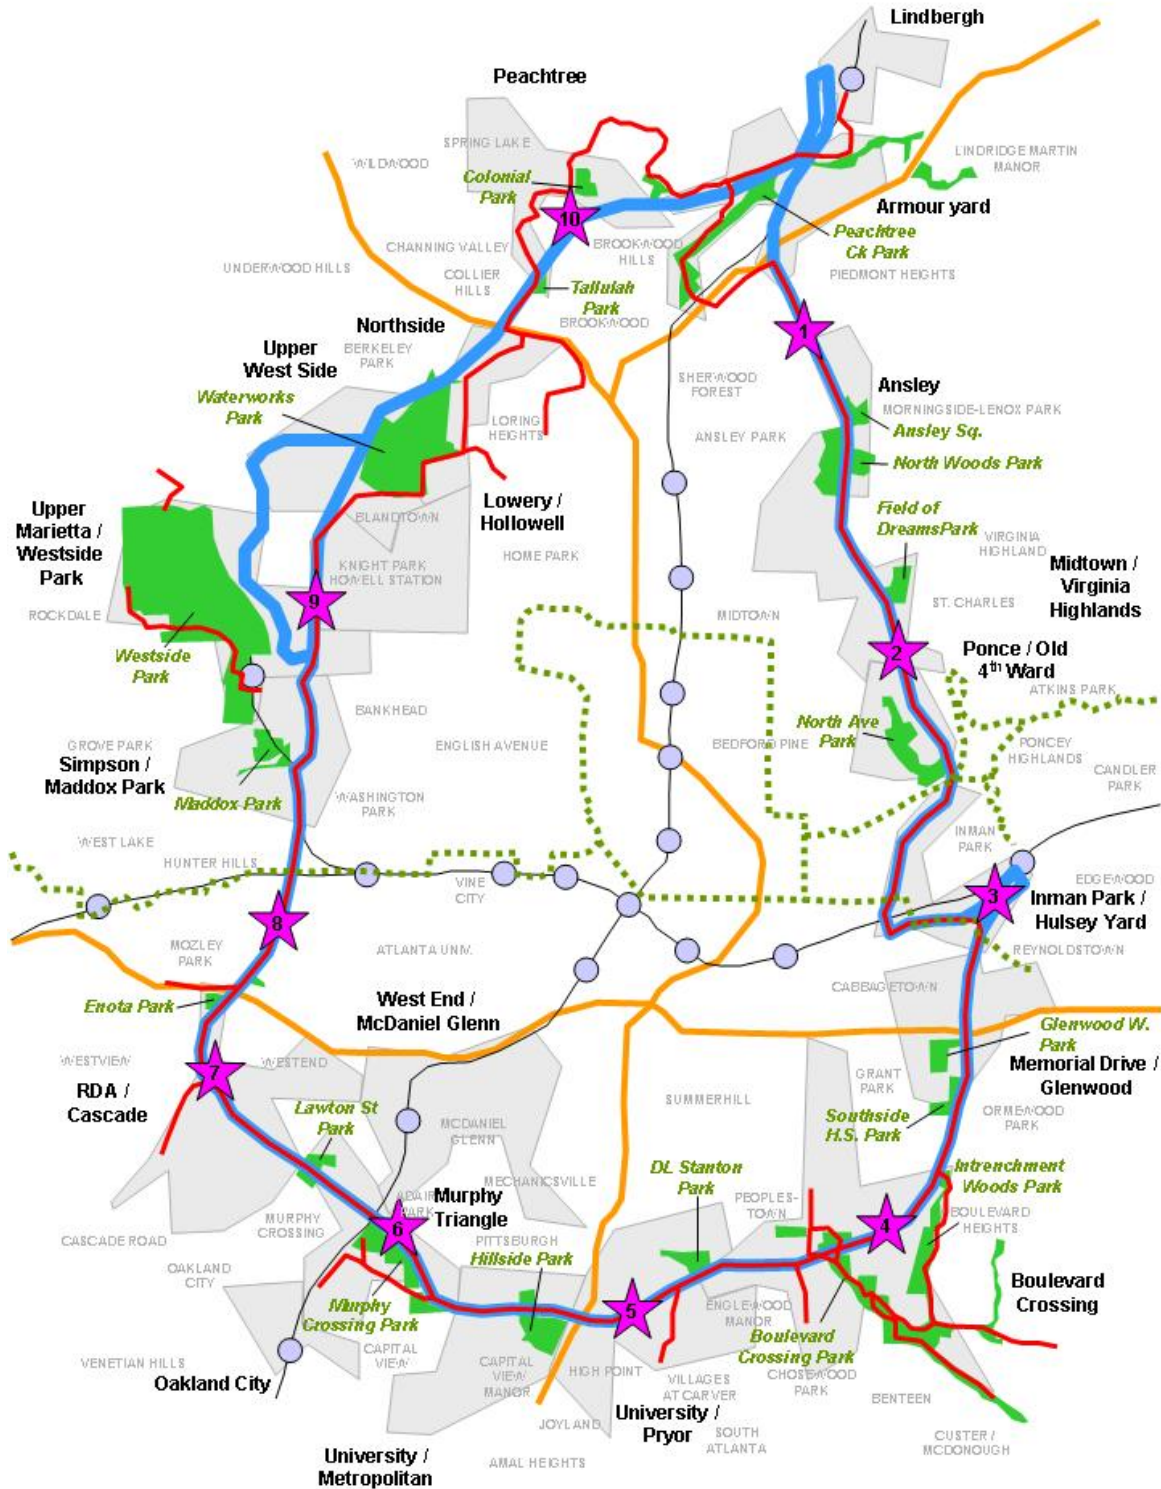 Lindbergh
Peachtree
SPRING LAKE
WILDWOOD
LINDRIDGE MARTIN
MANOR
Colonial
Park
10
Armour yard
Peachtree
Ck Park
CHANNING VALLEY
BROOKWOOD
HILLS
UNDERWOOD HILLS
COLLIER
HILLS
PIEDMONT HEIGHTS
Tallulah
Park
BROOKWOOD
Northside
1
Upper
West Side
BERKELEY
PARK
SHERWOOD
FOREST
Ansley
Waterworks
Park
MORNINGSIDE-LENOX PARK
Ansley Sq.
LORING
HEIGHTS
ANSLEY PARK
North Woods Park
Upper
Marietta /
Westside
Park
Lowery /
Hollowell
BLANDTOWN
Field of
DreamsPark
VIRGINIA
HIGHLAND
HOME PARK
KNIGHT PARK
HOWELL STATION
Midtown /
Virginia
Highlands
9
ROCKDALE
ST. CHARLES
MIDTOWN
Westside
Park
2
Ponce / Old
4th Ward
ATKINS PARK
BANKHEAD
North Ave
Park
GROVE PARK
ENGLISH AVENUE
BEDFORD PINE
PONCEY
HIGHLANDS
Simpson /
Maddox Park
CANDLER
PARK
Maddox Park
WASHINGTON
PARK
WEST LAKE
INMAN
PARK
HUNTER HILLS
VINE
CITY
EDGEWOOD
3
Inman Park /
Hulsey Yard
8
MOZLEY
PARK
ATLANTA UNIV.
REYNOLDSTOWN
CABBAGETOWN
Enota Park
West End /
McDaniel Glenn
Glenwood W.
Park
WESTVIEW
WESTEND
7
GRANT
PARK
Memorial Drive /
Glenwood
RDA /
Cascade
SUMMERHILL
Lawton St
Park
MCDANIEL
GLENN
Southside
H.S. Park
ORMEWOOD
PARK
MECHANICSVILLE
DL Stanton
Park
Intrenchment
Woods Park
ADAIR
PARK
Murphy
Triangle
PEOPLES-
TOWN
MURPHY
CROSSING
6
4
BOULEVARD
HEIGHTS
CASCADE ROAD
PITTSBURGH
Hillside Park
OAKLAND
CITY
Boulevard
Crossing
Murphy
Crossing Park
5
ENGLEWOOD
MANOR
Boulevard
Crossing Park
VENETIAN HILLS
CAPITAL
VIEW
CAPITAL
VIEW
MANOR
HIGH POINT
Oakland City
VILLAGES
AT CARVER
CHOSEWOOD
PARK
BENTEEN
JOYLAND
University /
Pryor
SOUTH
ATLANTA
CUSTER /
MCDONOUGH
University /
Metropolitan
AMAL HEIGHTS